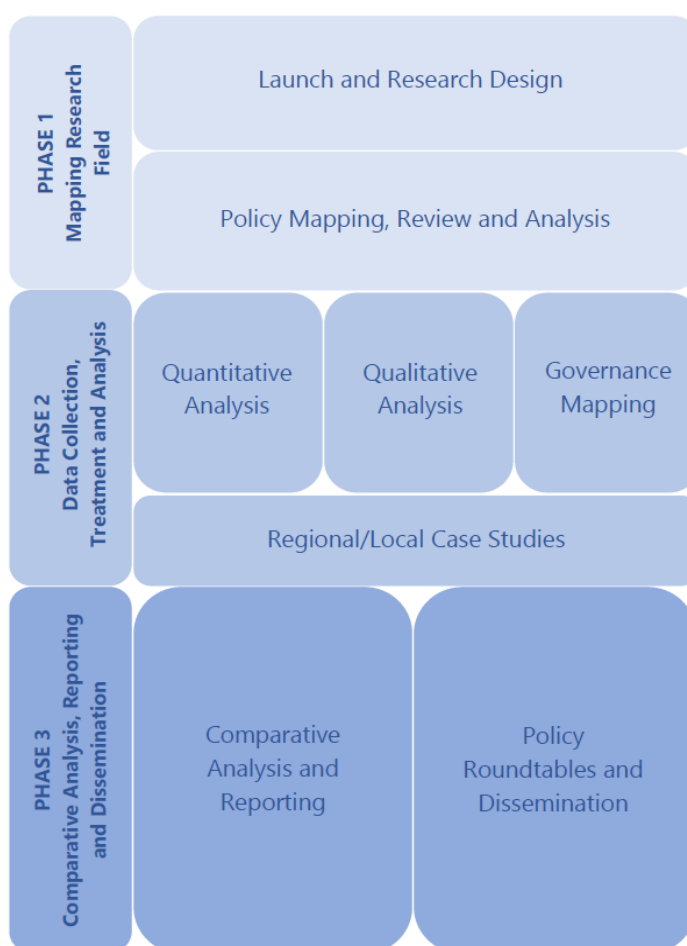 PHASE 1
Mapping Research
Field
Launch and Research Design
Policy Mapping, Review and Analysis
PHASE 2
Data Collection,
Treatment and Analysis
Quantitative
Analysis
Qualitative
Analysis
Governance
Mapping
Regional/Local Case Studies
PHASE 3
Comparative Analysis, Reporting
and Dissemination
Comparative
Analysis and
Reporting
Policy
Roundtables and
Dissemination